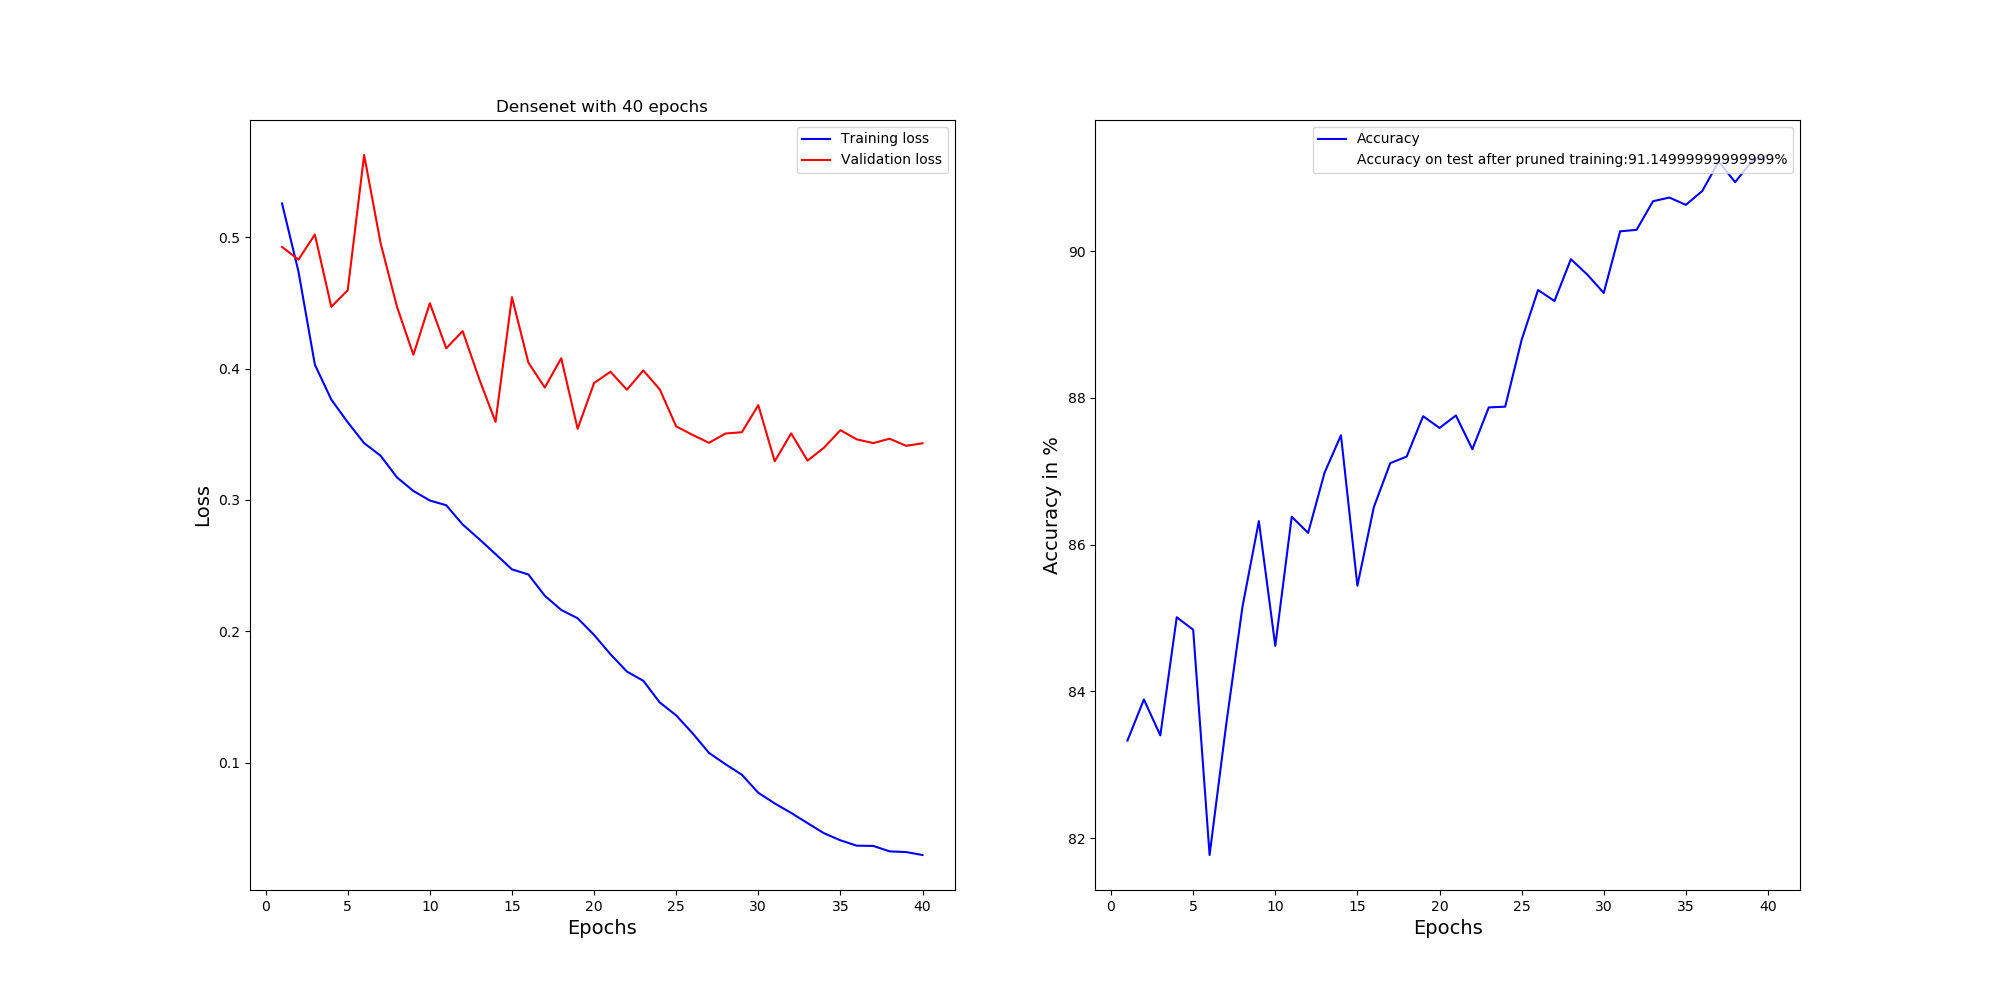 Densenet with 40 epochs
Training loss
Validation loss
0.5
0.4
0.3
0.2
0.1
Loss
0 5 10 15 20 25 30 35 40
Epochs
Accuracy
Accuracy on test after pruned training:91.14999999999999%
90
88
86
84
82
Accuracy in %
0 5 10 15 20 25 30 35 40
Epochs